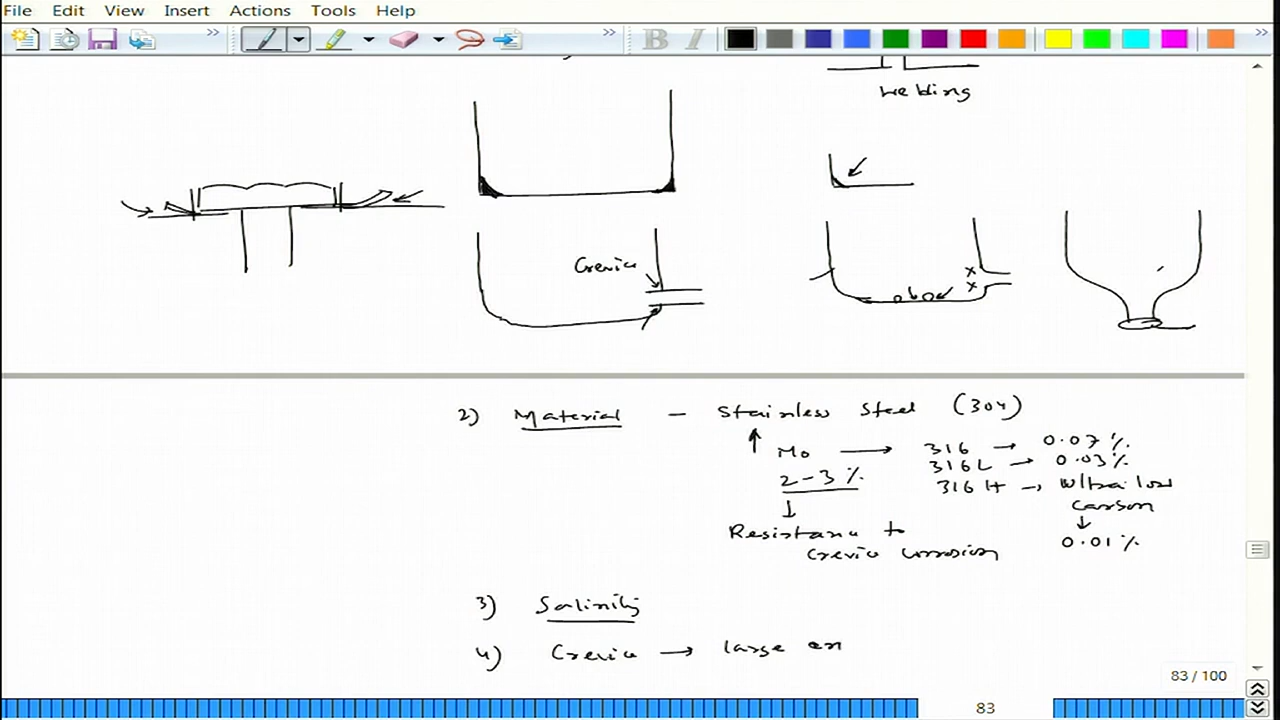 File Edit View Insert Actions Tools Help
B I
Welding
Crevice
2) Material - Stainless Steel (304)
↑ Mo → 316 → 0.07%
316L → 0.03%
2-3% 316H → Ultra low
Carbon
↓ ↓
Resistance to 0.01%
Crevice Corrosion
3) Salinity
4) Crevice → large en
83 / 100
83